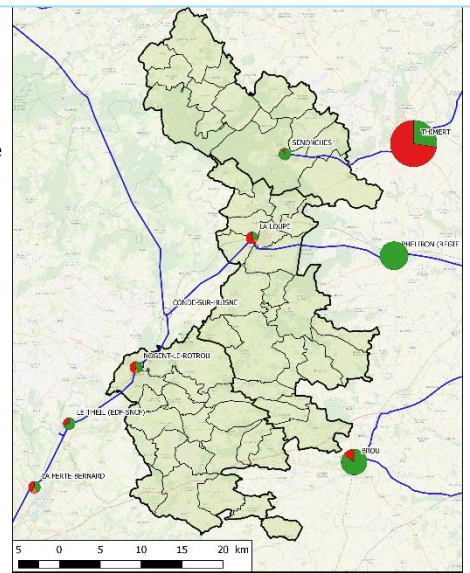 e
THIMERT
SENONCHES
LA LOUPE
CONDE-SUR-HUISNE
NOGENT-LE-ROTROU
LE THEIL (EDF-SNCF)
BROU
LA FERTE-BERNARD
5 0 5 10 15 20 km